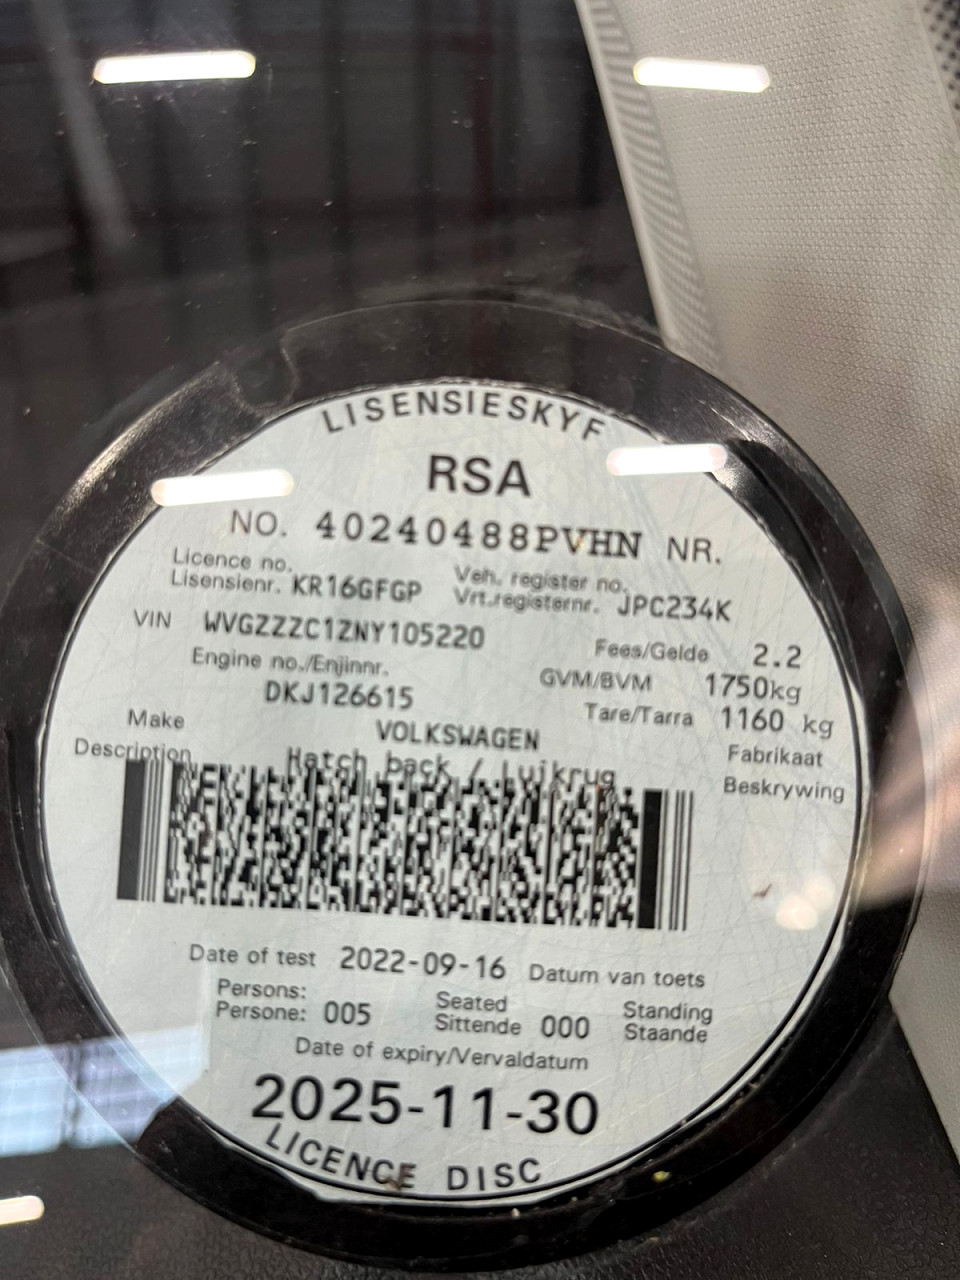 LISENSIESKYF
RSA
NO. 40240488PVHN NR.
Licence no. Veh. register no.
Lisensienr. KR16GFGP Vrt.registernr. JPC234K
VIN WVGZZZC1ZNY105220
Engine no./Enjinnr. Fees/Gelde 2.2
DKJ126615 GVM/BVM 1750kg
Tare/Tarra 1160 kg
Make VOLKSWAGEN Fabrikaat
Description Hatch back / Luikrug Beskrywing
Date of test 2022-09-16 Datum van toets
Persons: Seated Standing
Persone: 005 Sittende 000 Staande
Date of expiry/Vervaldatum
2025-11-30
LICENCE DISC